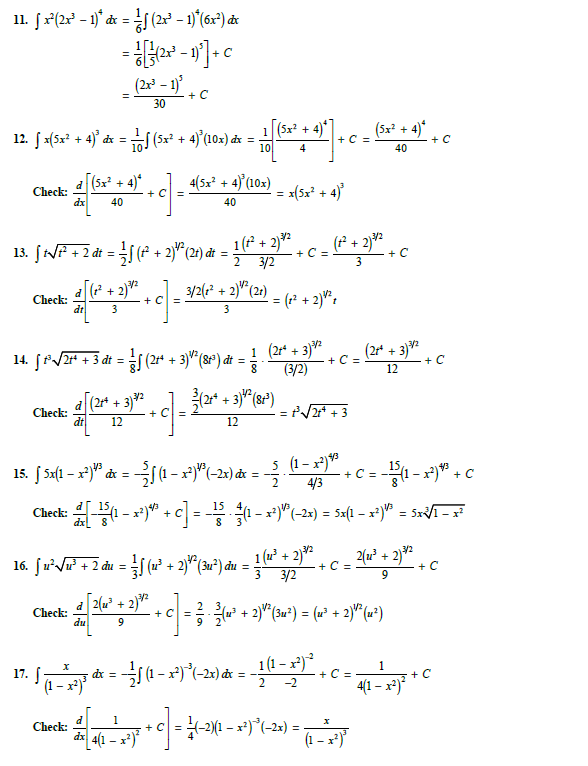 11. ∫ x²(2x³ − 1)⁴ dx = 1/6 ∫ (2x³ − 1)⁴(6x²) dx
= 1/6 [1/5 (2x³ − 1)⁵] + C
= (2x³ − 1)⁵/30 + C
12. ∫ x(5x² + 4)³ dx = 1/10 ∫ (5x² + 4)³(10x) dx = 1/10 [(5x² + 4)⁴/4] + C = (5x² + 4)⁴/40 + C
Check: d/dx [(5x² + 4)⁴/40 + C] = 4(5x² + 4)³(10x)/40 = x(5x² + 4)³
13. ∫ t√(t² + 2) dt = 1/2 ∫ (t² + 2)^(1/2)(2t) dt = 1/2 (t² + 2)^(3/2)/(3/2) + C = (t² + 2)^(3/2)/3 + C
Check: d/dt [(t² + 2)^(3/2)/3 + C] = 3/2(t² + 2)^(1/2)(2t)/3 = (t² + 2)^(1/2) t
14. ∫ t³√(2t⁴ + 3) dt = 1/8 ∫ (2t⁴ + 3)^(1/2)(8t³) dt = 1/8 · (2t⁴ + 3)^(3/2)/(3/2) + C = (2t⁴ + 3)^(3/2)/12 + C
Check: d/dt [(2t⁴ + 3)^(3/2)/12 + C] = 3/2 (2t⁴ + 3)^(1/2)(8t³)/12 = t³√(2t⁴ + 3)
15. ∫ 5x(1 − x²)^(1/3) dx = −5/2 ∫ (1 − x²)^(1/3)(−2x) dx = −5/2 · (1 − x²)^(4/3)/(4/3) + C = −15/8 (1 − x²)^(4/3) + C
Check: d/dx [−15/8 (1 − x²)^(4/3) + C] = −15/8 · 4/3 (1 − x²)^(1/3)(−2x) = 5x(1 − x²)^(1/3) = 5x ∛(1 − x²)
16. ∫ u²√(u³ + 2) du = 1/3 ∫ (u³ + 2)^(1/2)(3u²) du = 1/3 (u³ + 2)^(3/2)/(3/2) + C = 2(u³ + 2)^(3/2)/9 + C
Check: d/du [2(u³ + 2)^(3/2)/9 + C] = 2/9 · 3/2 (u³ + 2)^(1/2)(3u²) = (u³ + 2)^(1/2)(u²)
17. ∫ x/(1 − x²)³ dx = −1/2 ∫ (1 − x²)⁻³(−2x) dx = −1/2 (1 − x²)⁻²/−2 + C = 1/4(1 − x²)² + C
Check: d/dx [1/4(1 − x²)² + C] = 1/4 (−2)(1 − x²)⁻³(−2x) = x/(1 − x²)³